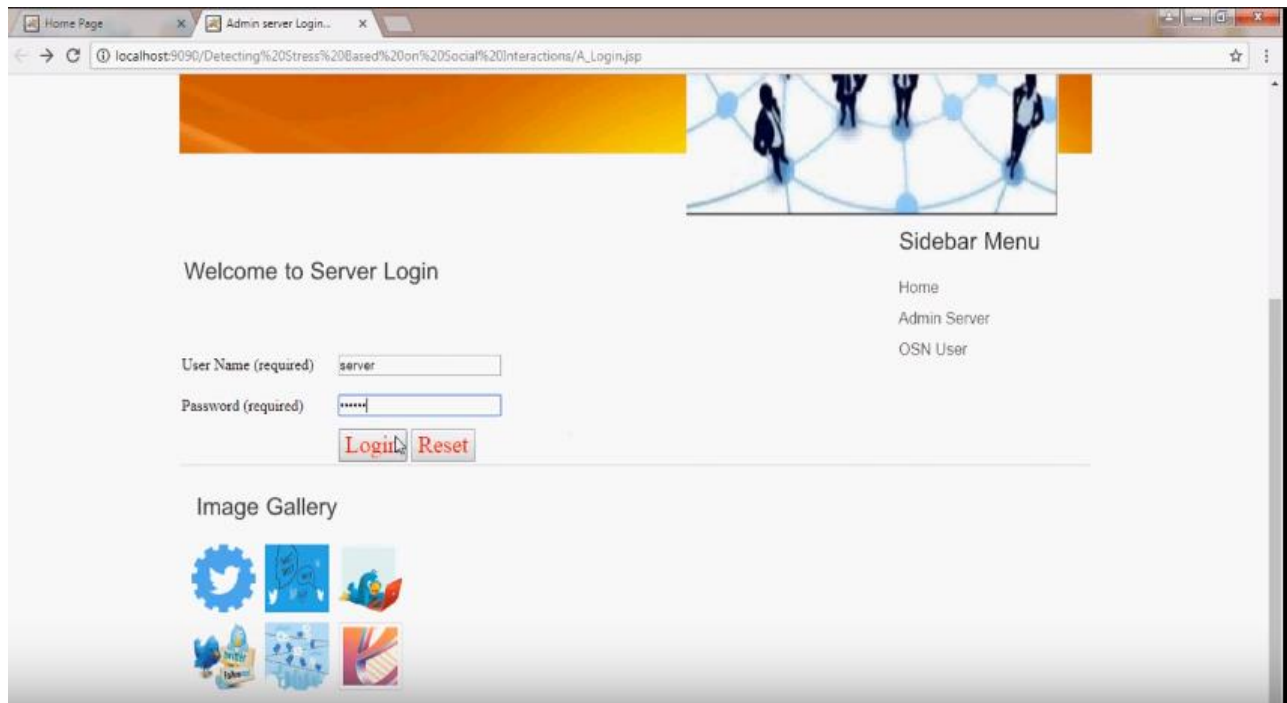 Home Page
Admin server Login...
localhost:9090/Detecting%20Stress%20Based%20on%20Social%20Interactions/A_Login.jsp
Sidebar Menu
Welcome to Server Login
Home
Admin Server
OSN User
User Name (required)
server
Password (required)
••••••
Login Reset
Image Gallery
twitter